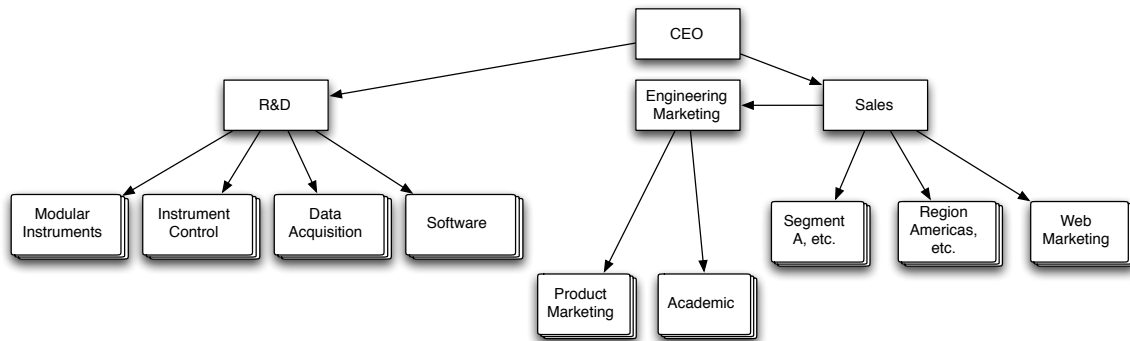 CEO
R&D
Engineering
Marketing
Sales
Modular
Instruments
Instrument
Control
Data
Acquisition
Software
Segment
A, etc.
Region
Americas,
etc.
Web
Marketing
Product
Marketing
Academic